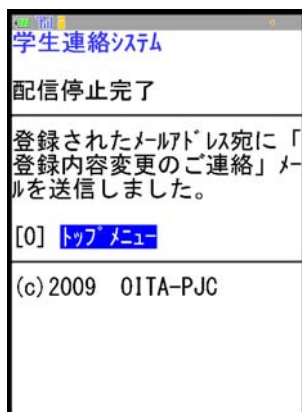 学生連絡ｼｽﾃﾑ
配信停止完了
登録されたﾒｰﾙｱﾄﾞﾚｽ宛に「
登録内容変更のご連絡」ﾒｰ
ﾙを送信しました。
[0] ﾄｯﾌﾟﾒﾆｭｰ
(c)2009 OITA-PJC